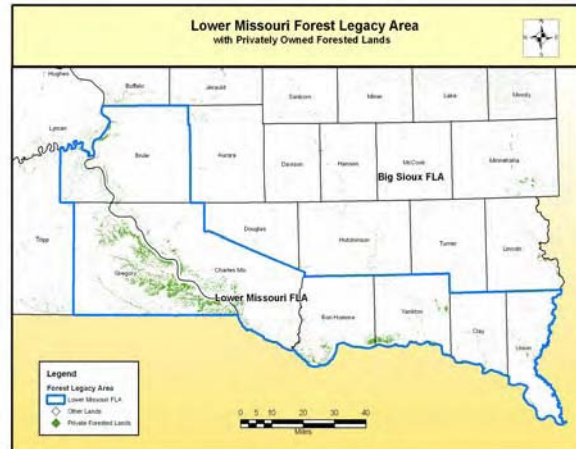 Lower Missouri Forest Legacy Area
with Privately Owned Forested Lands
N
W E
S
Hughes
Buffalo
Jerauld
Sanborn
Miner
Lake
Moody
Lyman
Brule
Aurora
Davison
Hanson
McCook
Minnehaha
Big Sioux FLA
Tripp
Gregory
Charles Mix
Douglas
Hutchinson
Turner
Lincoln
Lower Missouri FLA
Bon Homme
Yankton
Clay
Union
Legend
Forest Legacy Area
Lower Missouri FLA
Other Lands
Private Forested Lands
0 5 10 20 30 40
Miles